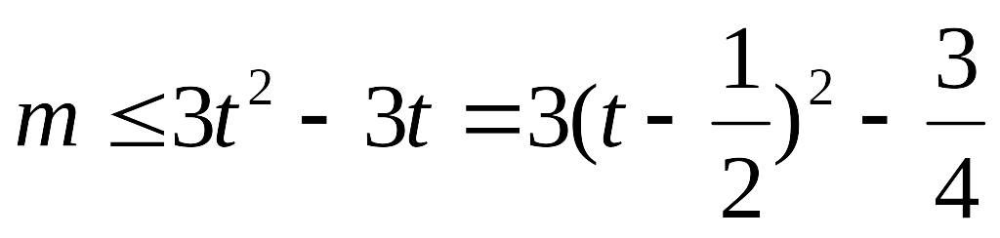 m ≤ 3t² - 3t = 3(t - 1/2)² - 3/4